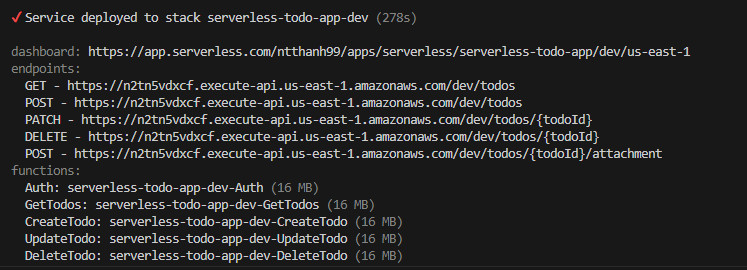 ✔ Service deployed to stack serverless-todo-app-dev (278s)
dashboard: https://app.serverless.com/ntthanh99/apps/serverless/serverless-todo-app/dev/us-east-1
endpoints:
GET - https://n2tn5vdxcf.execute-api.us-east-1.amazonaws.com/dev/todos
POST - https://n2tn5vdxcf.execute-api.us-east-1.amazonaws.com/dev/todos
PATCH - https://n2tn5vdxcf.execute-api.us-east-1.amazonaws.com/dev/todos/{todoId}
DELETE - https://n2tn5vdxcf.execute-api.us-east-1.amazonaws.com/dev/todos/{todoId}
POST - https://n2tn5vdxcf.execute-api.us-east-1.amazonaws.com/dev/todos/{todoId}/attachment
functions:
Auth: serverless-todo-app-dev-Auth (16 MB)
GetTodos: serverless-todo-app-dev-GetTodos (16 MB)
CreateTodo: serverless-todo-app-dev-CreateTodo (16 MB)
UpdateTodo: serverless-todo-app-dev-UpdateTodo (16 MB)
DeleteTodo: serverless-todo-app-dev-DeleteTodo (16 MB)